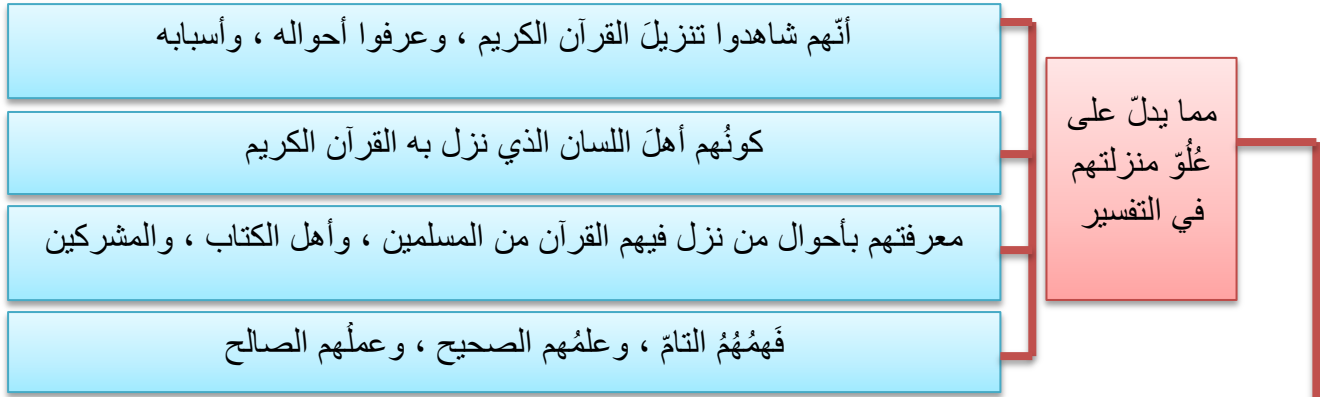 مما يدلّ على
عُلُوّ منزلتهم
في التفسير
أنّهم شاهدوا تنزيلَ القرآن الكريم ، وعرفوا أحواله ، وأسبابه
كونُهم أهلَ اللسان الذي نزل به القرآن الكريم
معرفتهم بأحوال من نزل فيهم القرآن من المسلمين ، وأهل الكتاب ، والمشركين
فَهمُهُمُ التامّ ، وعلمُهم الصحيح ، وعملُهم الصالح